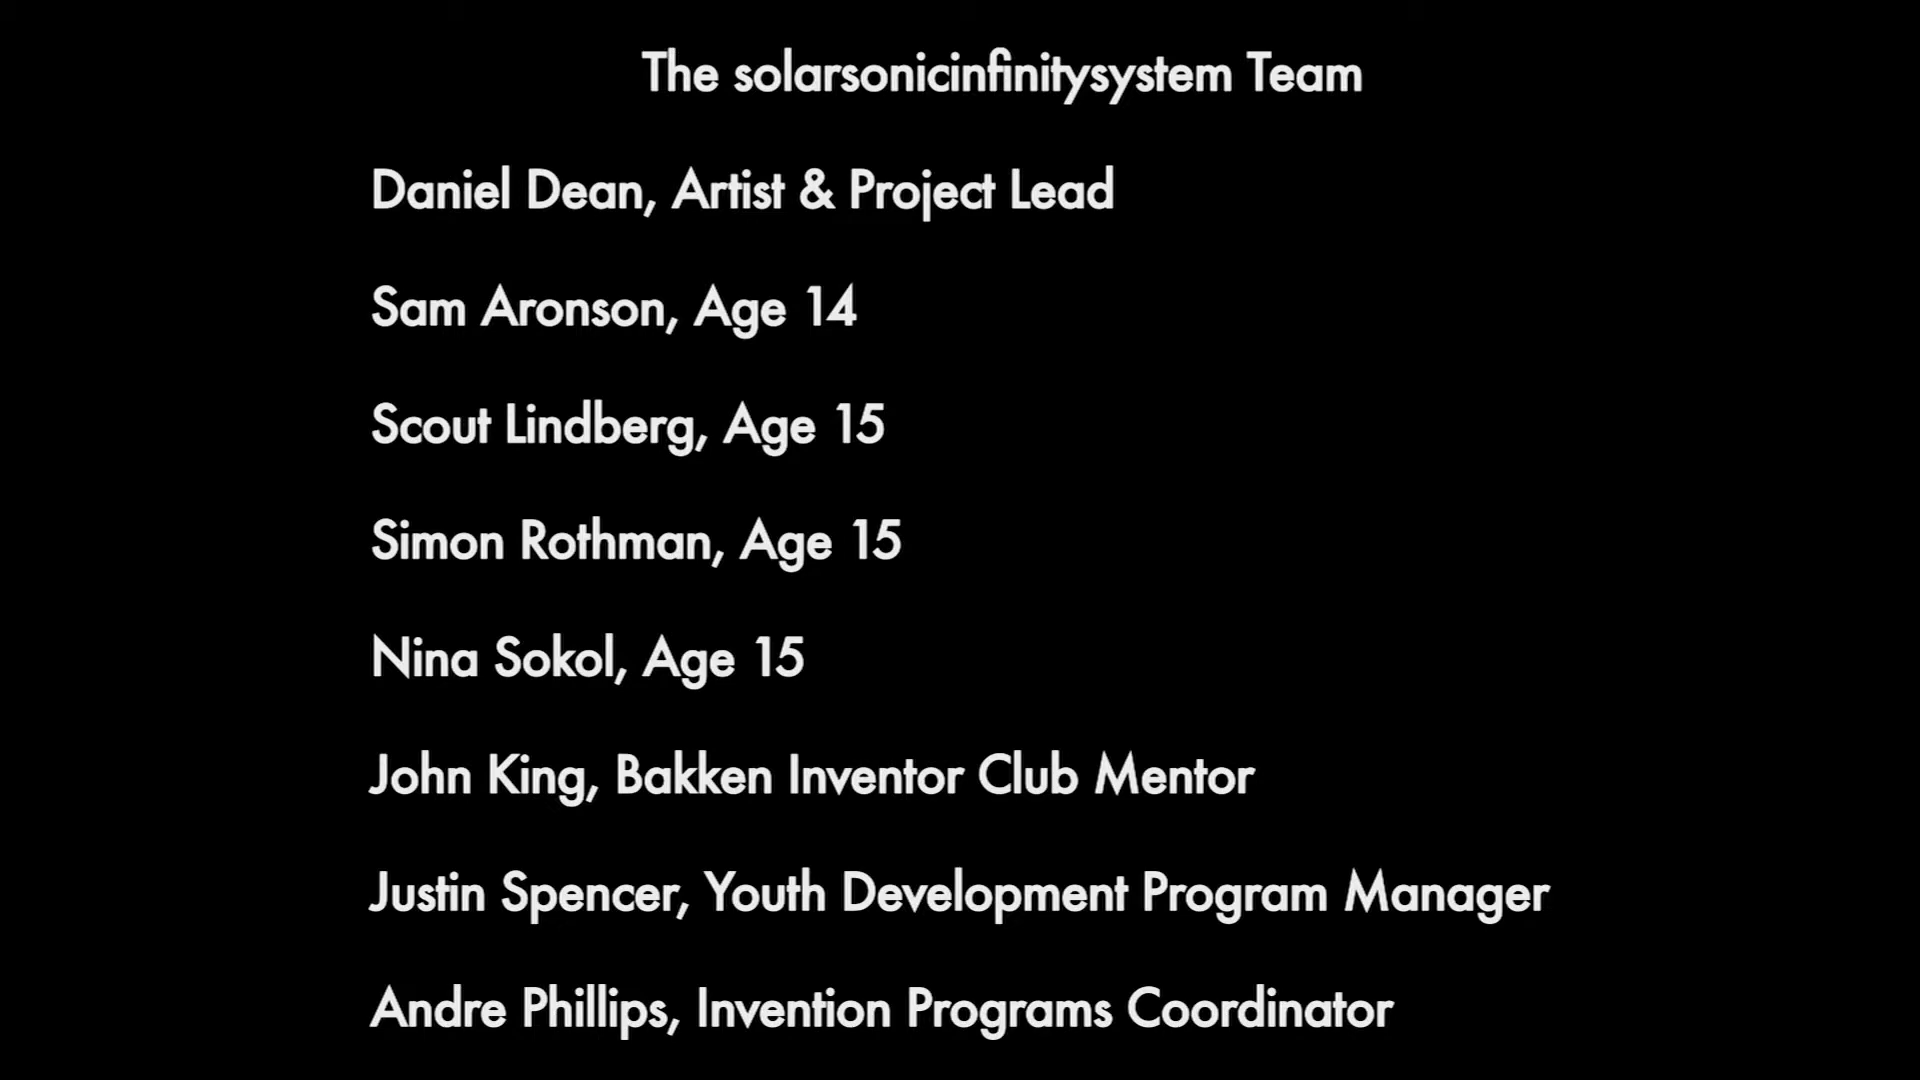 The solarsonicinfinitysystem Team
Daniel Dean, Artist & Project Lead
Sam Aronson, Age 14
Scout Lindberg, Age 15
Simon Rothman, Age 15
Nina Sokol, Age 15
John King, Bakken Inventor Club Mentor
Justin Spencer, Youth Development Program Manager
Andre Phillips, Invention Programs Coordinator